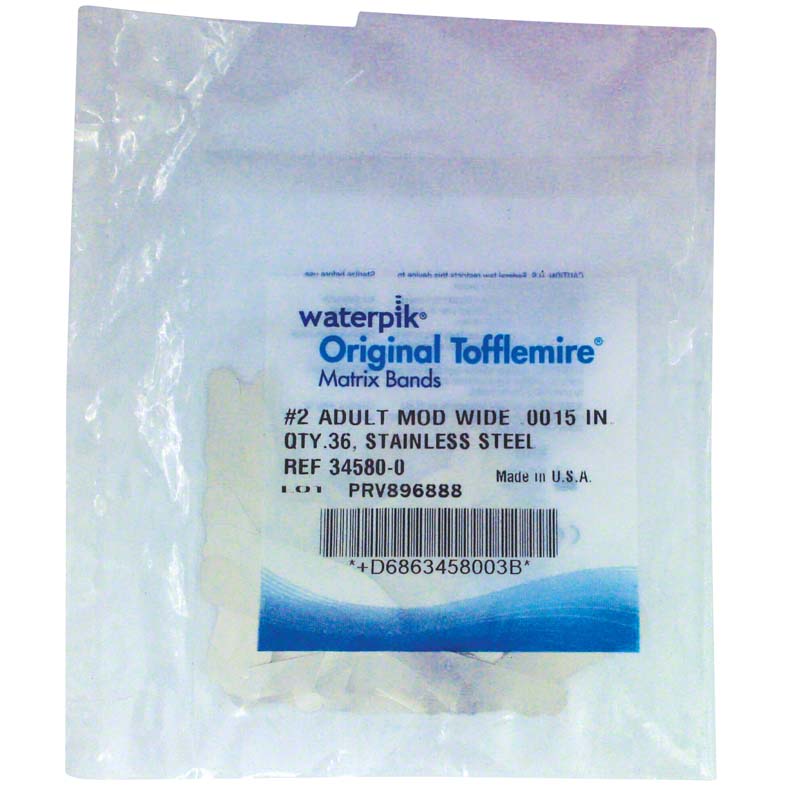 waterpik®
Original Tofflemire®
Matrix Bands
#2 ADULT MOD WIDE .0015 IN.
QTY.36, STAINLESS STEEL
REF 34580-0
Made in U.S.A.
LOT PRV896888
*+D6863458003B*